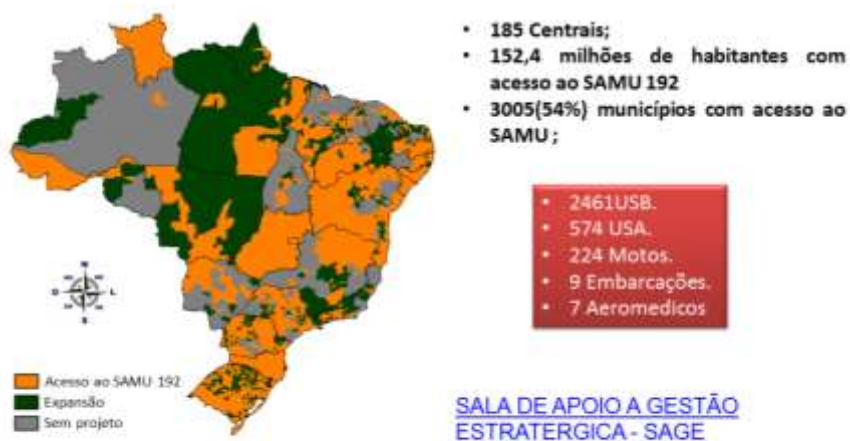 • 185 Centrais;
• 152,4 milhões de habitantes com
acesso ao SAMU 192
• 3005(54%) municípios com acesso ao
SAMU ;
• 2461USB.
• 574 USA.
• 224 Motos.
• 9 Embarcações.
• 7 Aeromedicos
O
L
S
Acesso ao SAMU 192
Expansão
Sem projeto
SALA DE APOIO A GESTÃO
ESTRATERGICA - SAGE